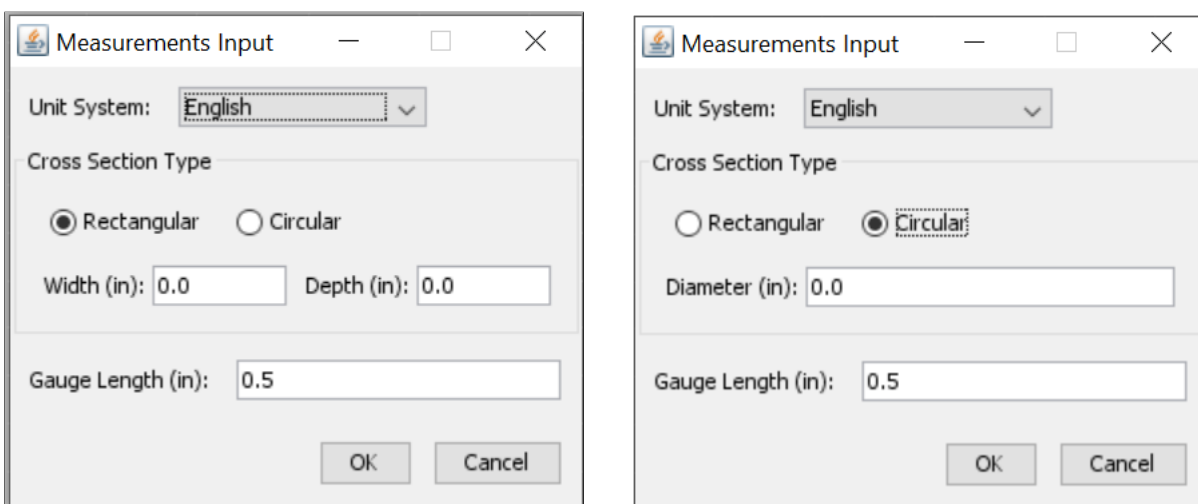 Measurements Input
Unit System: English
Cross Section Type
Rectangular Circular
Width (in): 0.0 Depth (in): 0.0
Gauge Length (in): 0.5
OK Cancel
Measurements Input
Unit System: English
Cross Section Type
Rectangular Circular
Diameter (in): 0.0
Gauge Length (in): 0.5
OK Cancel